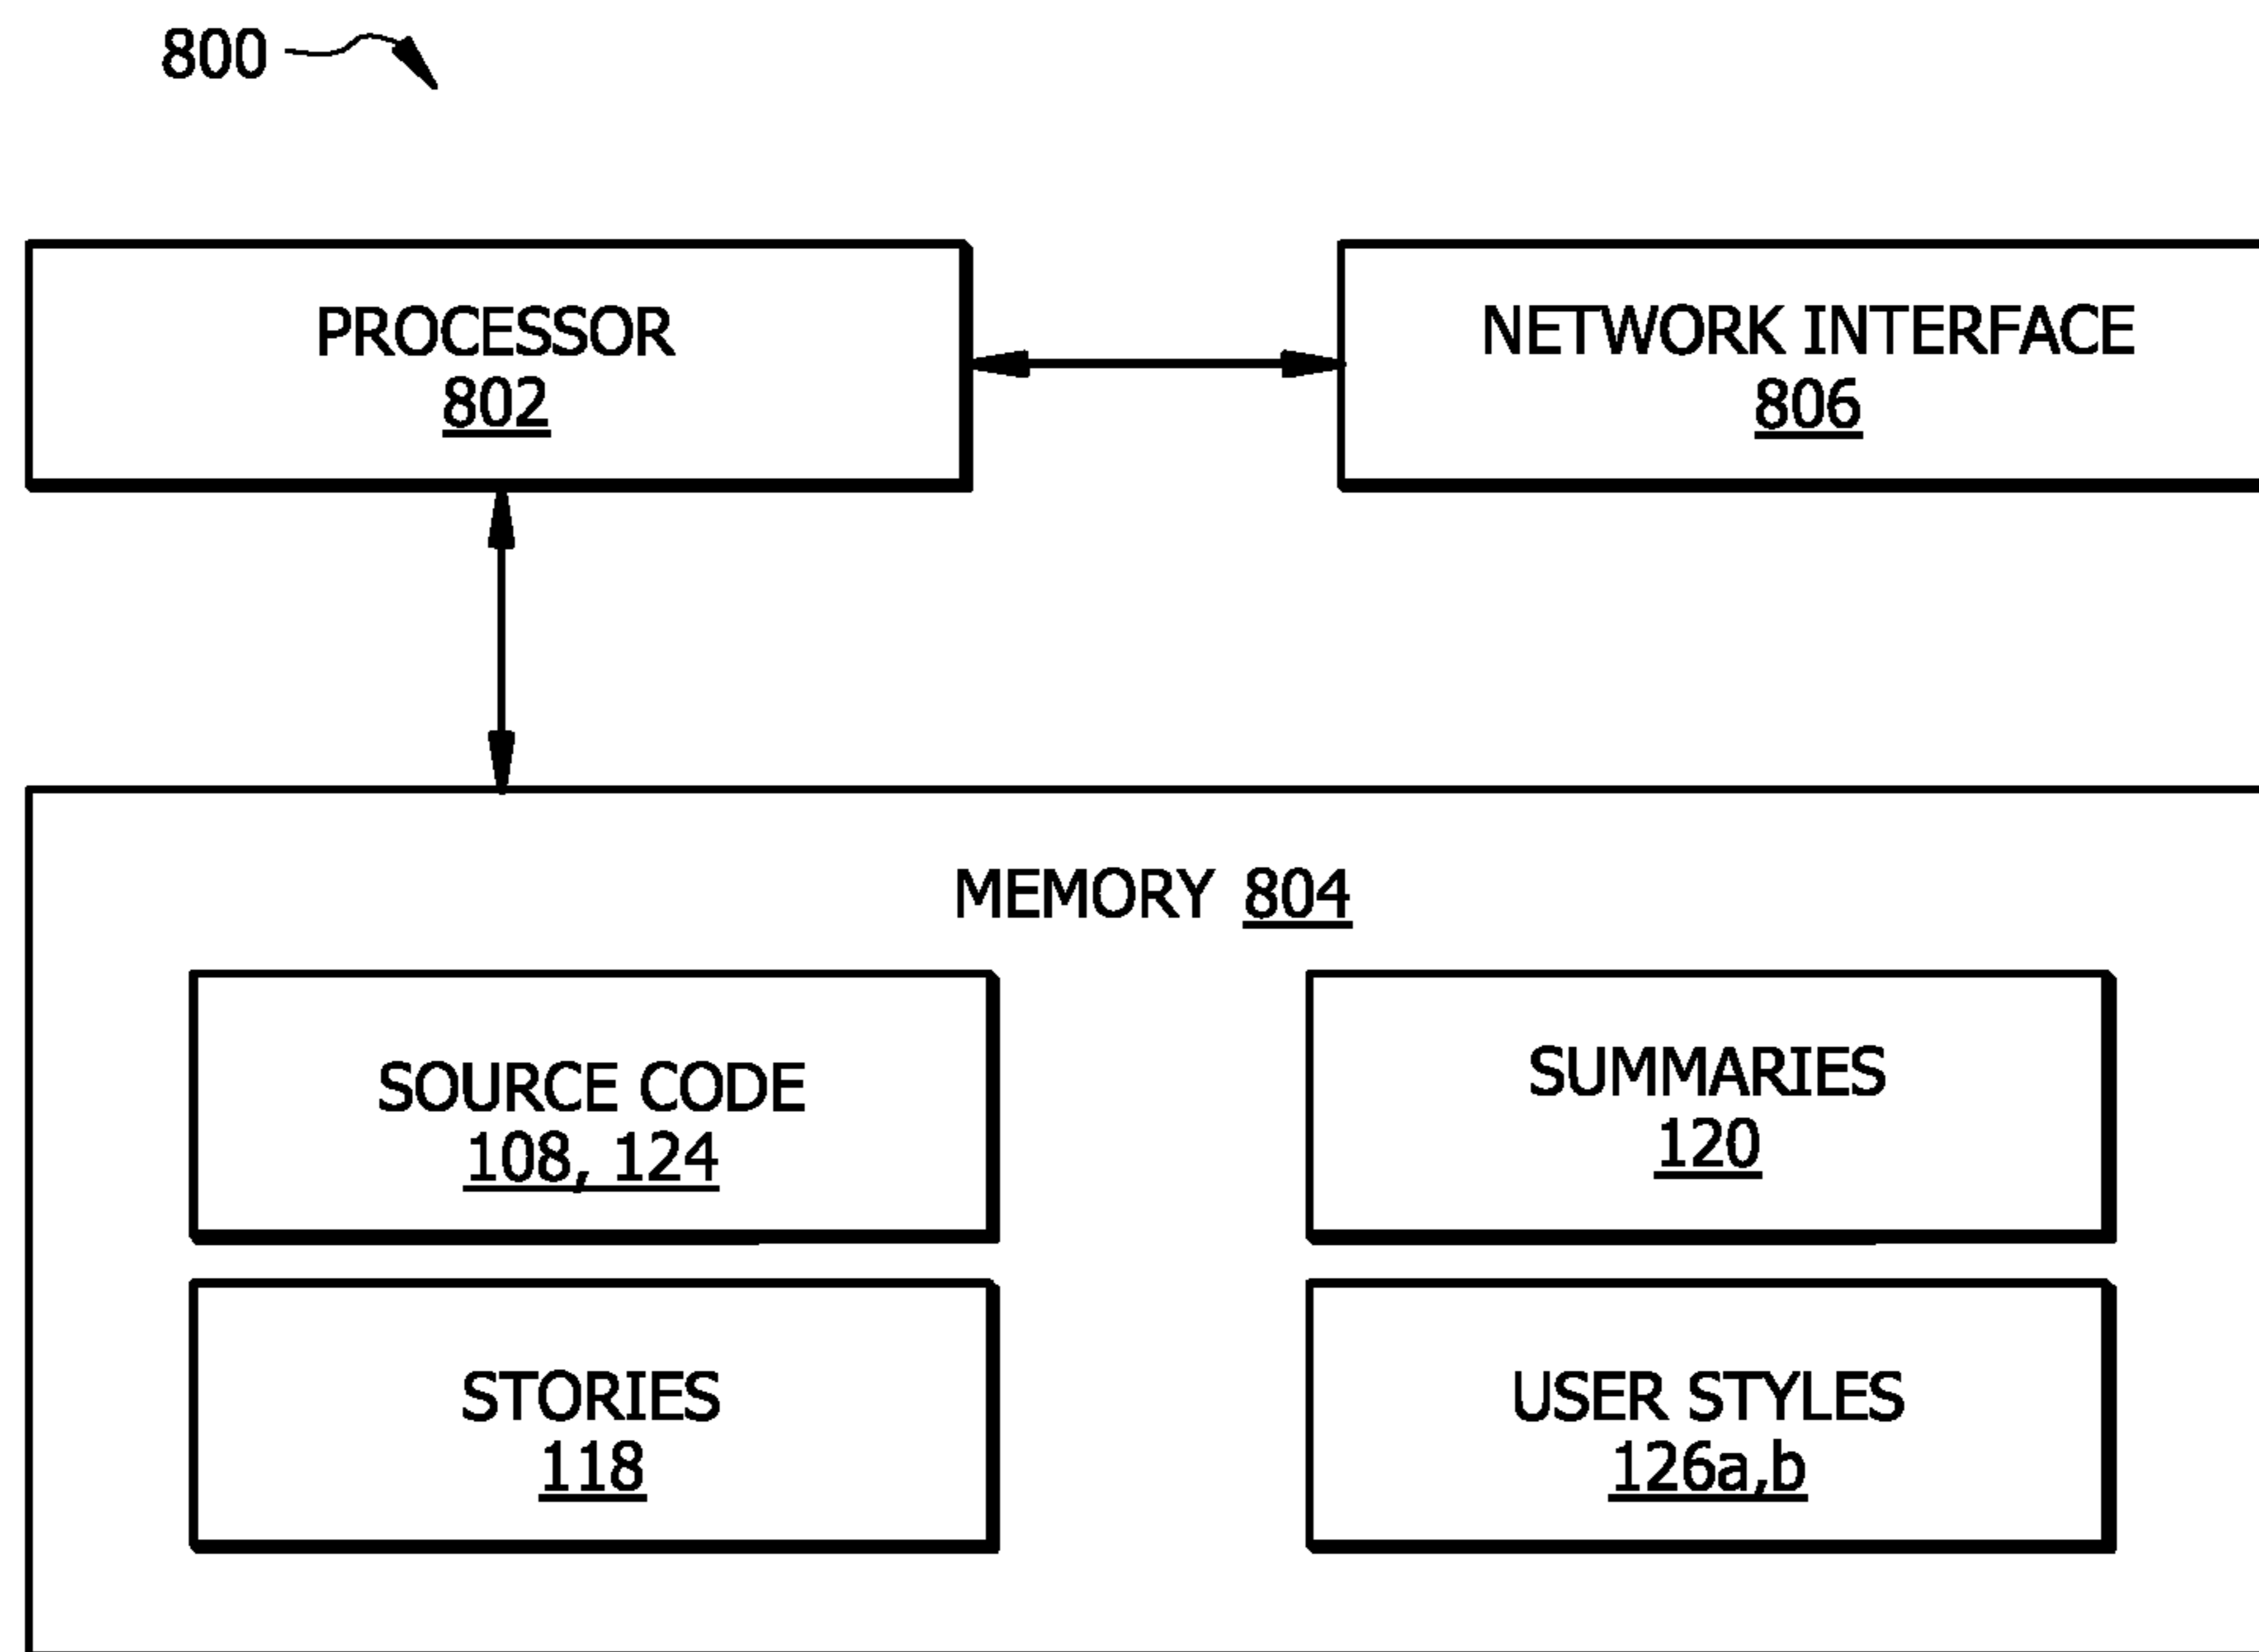 800
PROCESSOR
802
NETWORK INTERFACE
806
MEMORY 804
SOURCE CODE
108, 124
SUMMARIES
120
STORIES
118
USER STYLES
126a,b